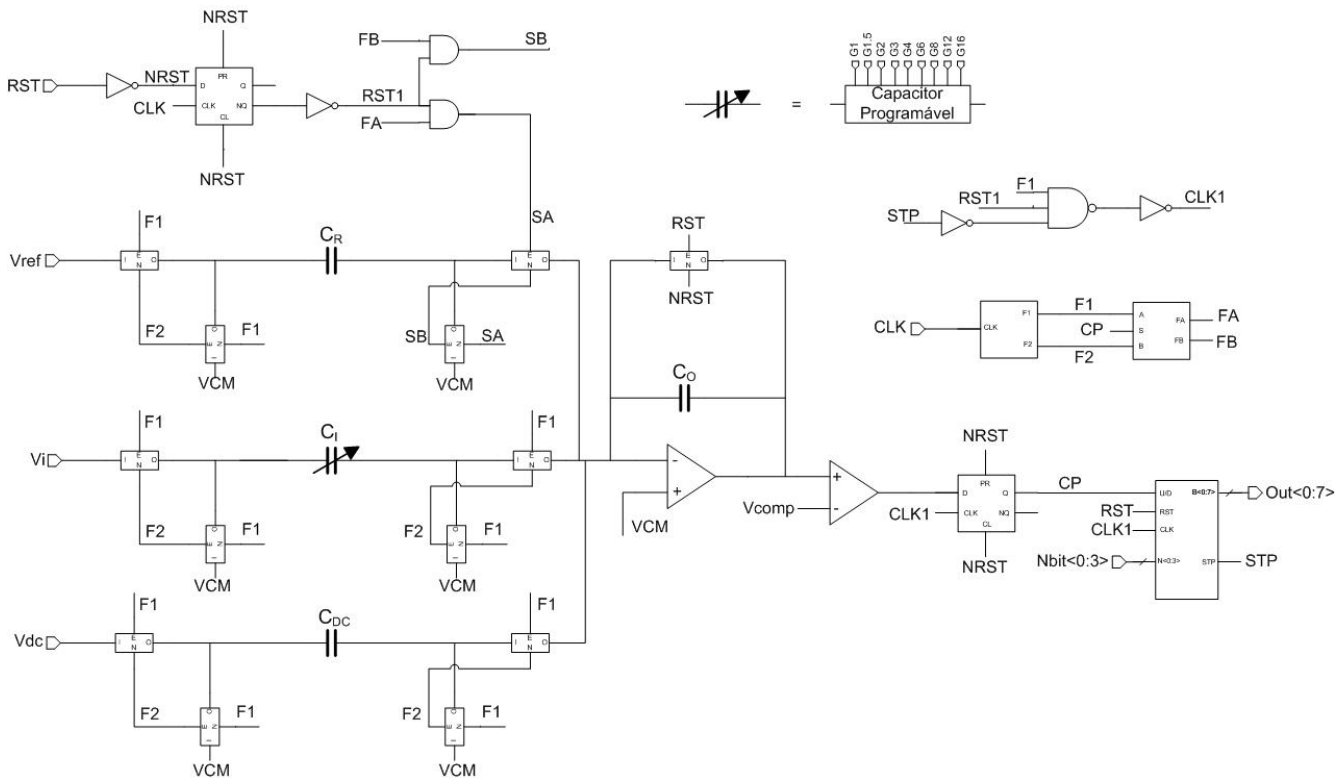 NRST
RST
NRST
D
PR
Q
CLK
CLK
NQ
CL
NRST
FB
SB
RST1
FA
SA
G1
G1.5
G2
G3
G4
G6
G8
G12
G16
=
Capacitor
Programável
F1
RST1
STP
CLK1
CLK
CLK
F1
F2
F1
CP
F2
A
S
B
FA
FB
FA
FB
F1
Vref
I
E
N
O
CR
I
E
N
O
F2
O
E
N
I
F1
VCM
SB
O
E
N
I
SA
VCM
RST
I
E
N
O
NRST
CO
F1
Vi
I
E
N
O
CI
F1
I
E
N
O
F2
O
E
N
I
F1
VCM
F2
O
E
N
I
F1
VCM
-
+
VCM
+
-
Vcomp
NRST
D
PR
Q
CLK1
CLK
NQ
CL
NRST
CP
U/D
B<0:7>
Out<0:7>
RST
RST
CLK1
CLK
Nbit<0:3>
N<0:3>
STP
STP
F1
Vdc
I
E
N
O
CDC
F1
I
E
N
O
F2
O
E
N
I
F1
VCM
F2
O
E
N
I
F1
VCM